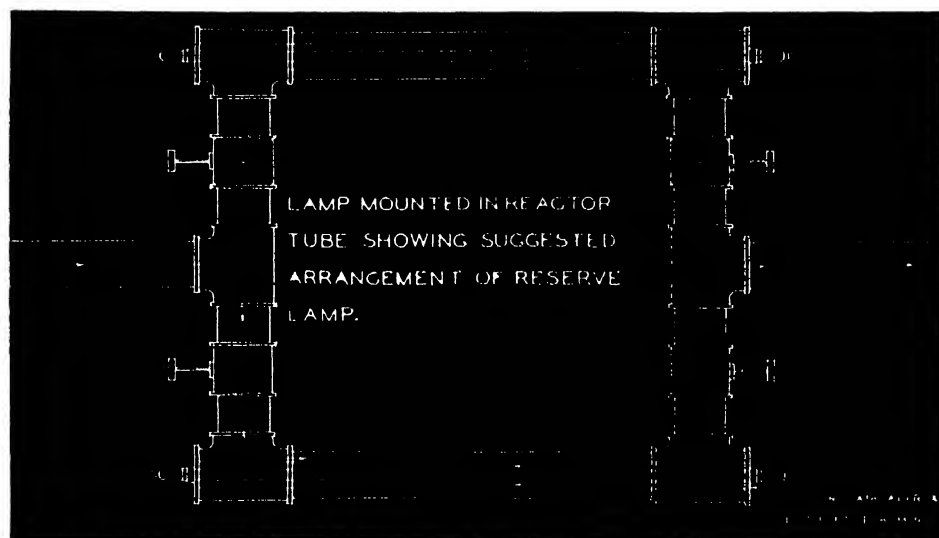 LAMP MOUNTED IN REACTOR
TUBE SHOWING SUGGESTED
ARRANGEMENT OF RESERVE
LAMP.